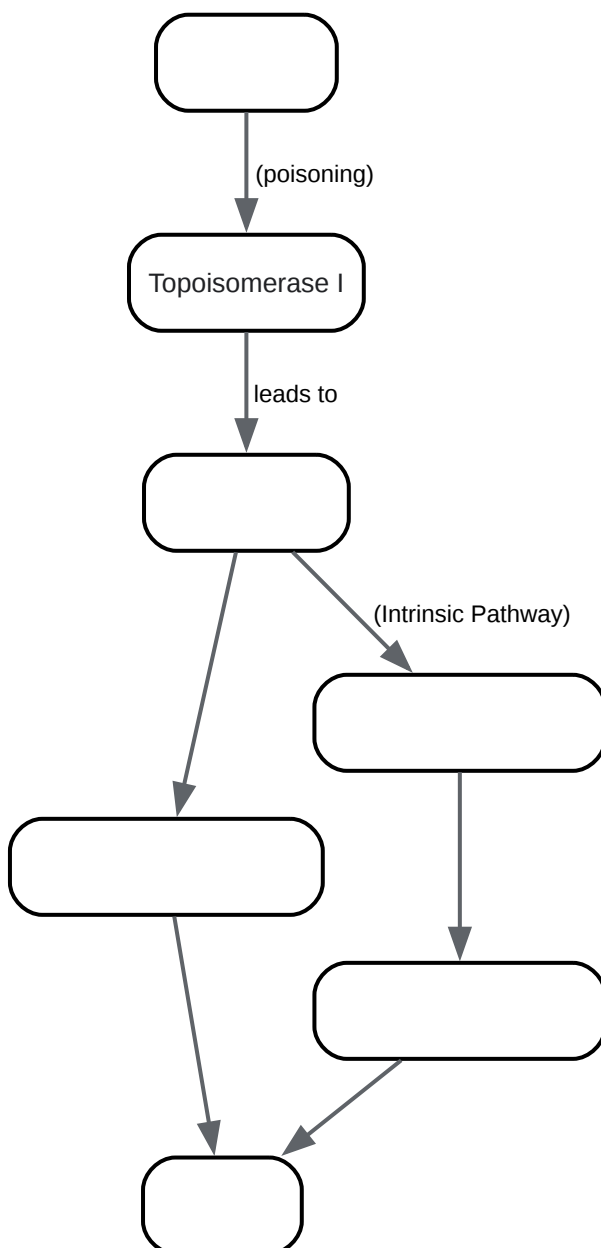 (poisoning)
Topoisomerase I
leads to
(Intrinsic Pathway)